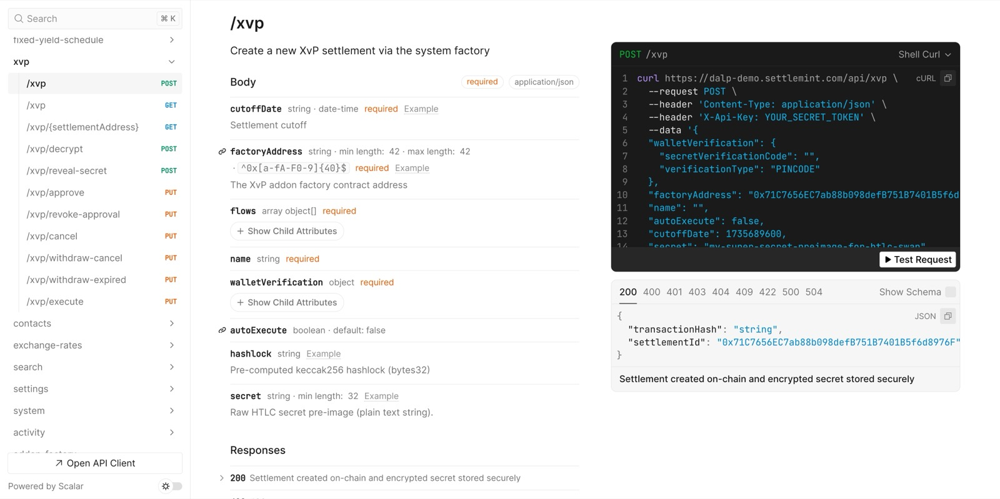 Search ⌘ K
fixed-yield-schedule
xvp
/xvp POST
/xvp GET
/xvp/{settlementAddress} GET
/xvp/decrypt POST
/xvp/reveal-secret POST
/xvp/approve PUT
/xvp/revoke-approval PUT
/xvp/cancel PUT
/xvp/withdraw-cancel PUT
/xvp/withdraw-expired PUT
/xvp/execute PUT
contacts
exchange-rates
search
settings
system
activity
Open API Client
Powered by Scalar
/xvp
Create a new XvP settlement via the system factory
Body required application/json
cutoffDate string · date-time required Example
Settlement cutoff
factoryAddress string · min length: 42 · max length: 42
· ^0x[a-fA-F0-9]{40}$ required Example
The XvP addon factory contract address
flows array object[] required
+ Show Child Attributes
name string required
walletVerification object required
+ Show Child Attributes
autoExecute boolean · default: false
hashlock string Example
Pre-computed keccak256 hashlock (bytes32)
secret string · min length: 32 Example
Raw HTLC secret pre-image (plain text string).
Responses
200 Settlement created on-chain and encrypted secret stored securely
POST /xvp Shell Curl
1 curl https://dalp-demo.settlemint.com/api/xvp \ cURL
2 --request POST \
3 --header 'Content-Type: application/json' \
4 --header 'X-Api-Key: YOUR_SECRET_TOKEN' \
5 --data '{
6 "walletVerification": {
7 "secretVerificationCode": "",
8 "verificationType": "PINCODE"
9 },
10 "factoryAddress": "0x71C7656EC7ab88b098defB751B7401B5f6d
11 "name": "",
12 "autoExecute": false,
13 "cutoffDate": 1735689600,
14 "secret": "my-super-secret-preimage-for-htlc-swap"
Test Request
200 400 401 403 404 409 422 500 504 Show Schema
{ JSON
"transactionHash": "string",
"settlementId": "0x71C7656EC7ab88b098defB751B7401B5f6d8976F"
}
Settlement created on-chain and encrypted secret stored securely